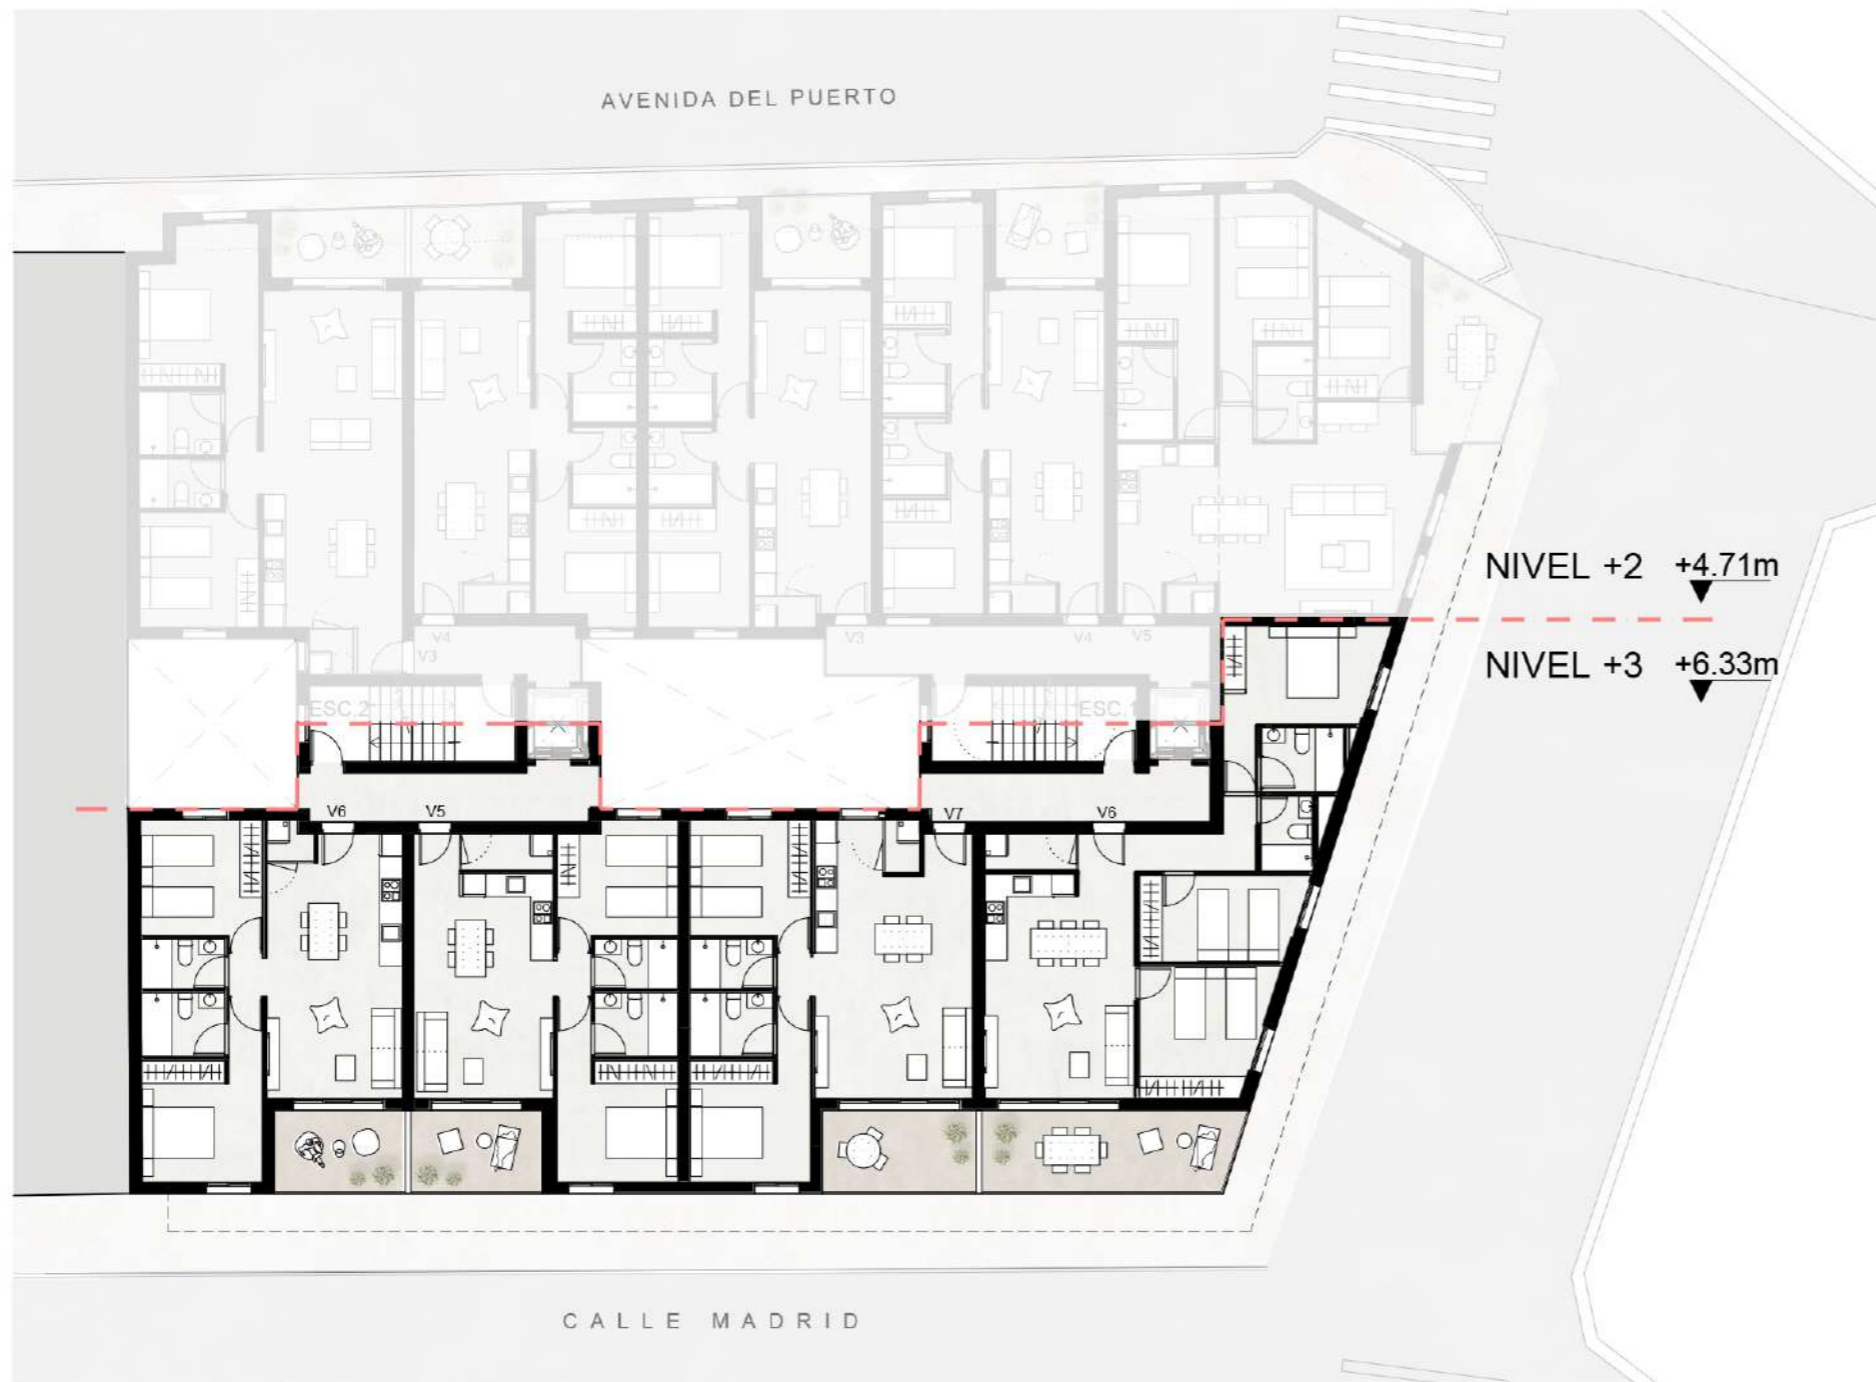 AVENIDA DEL PUERTO
NIVEL +2 +4.71m
V4
V3
V3
V4
V5
NIVEL +3 +6.33m
ESC.2
ESC.1
V6
V5
V7
V6
CALLE MADRID